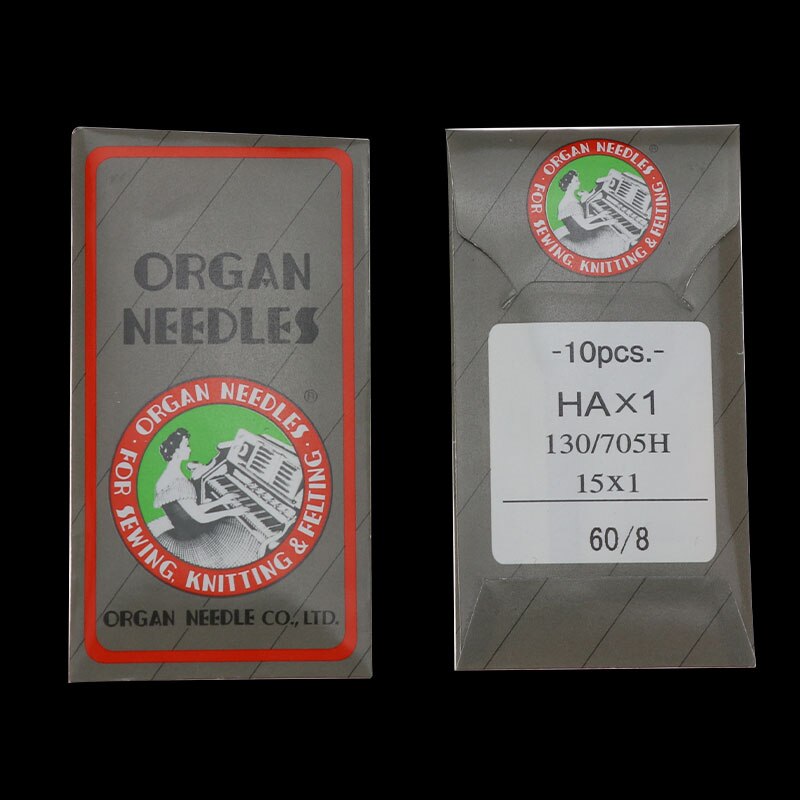 ORGAN
NEEDLES
®
· ORGAN NEEDLES ·
FOR SEWING, KNITTING & FELTING
ORGAN NEEDLE CO., LTD.
· ORGAN NEEDLES ·
®
FOR SEWING, KNITTING & FELTING
-10pcs.-
HA×1
130/705H
15X1
60/8